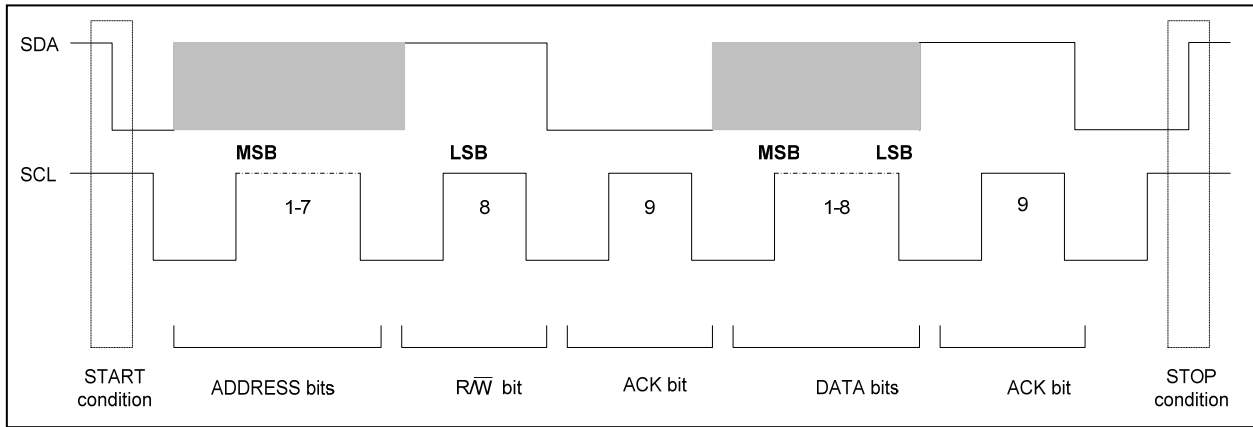 SDA
MSB LSB MSB LSB
SCL
1-7 8 9 1-8 9
START condition
ADDRESS bits
R/W̅ bit
ACK bit
DATA bits
ACK bit
STOP condition